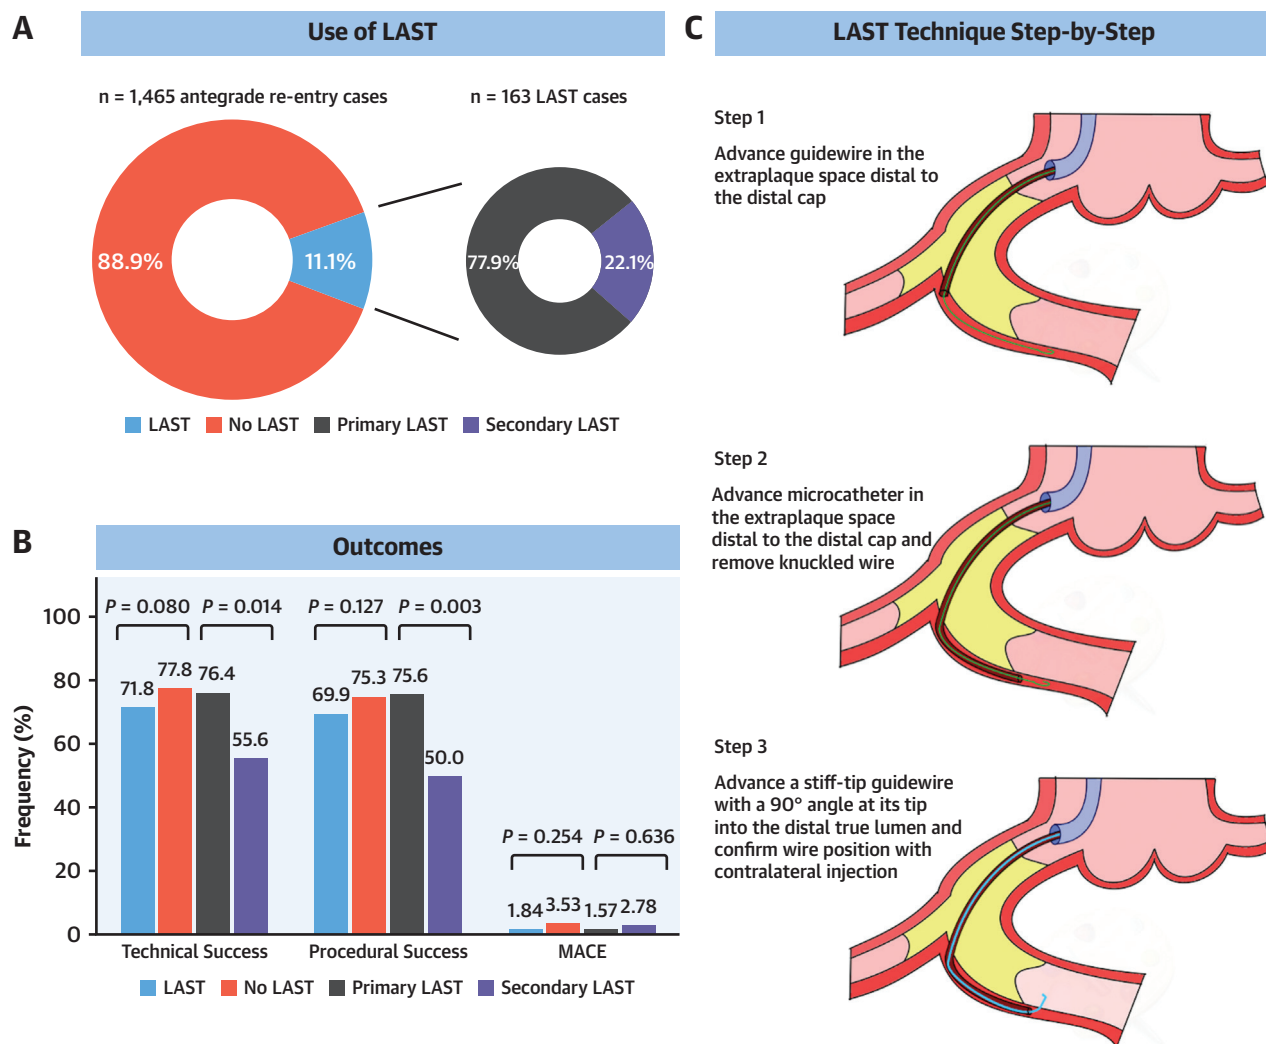 A
Use of LAST
n = 1,465 antegrade re-entry cases
n = 163 LAST cases
88.9%
11.1%
77.9%
22.1%
LAST
No LAST
Primary LAST
Secondary LAST
B
Outcomes
Frequency (%)
100
80
60
40
20
0
P = 0.080
P = 0.014
P = 0.127
P = 0.003
P = 0.254
P = 0.636
71.8
77.8
76.4
55.6
69.9
75.3
75.6
50.0
1.84
3.53
1.57
2.78
Technical Success
Procedural Success
MACE
LAST
No LAST
Primary LAST
Secondary LAST
C
LAST Technique Step-by-Step
Step 1
Advance guidewire in the
extraplaque space distal to
the distal cap
Step 2
Advance microcatheter in
the extraplaque space
distal to the distal cap and
remove knuckled wire
Step 3
Advance a stiff-tip guidewire
with a 90° angle at its tip
into the distal true lumen and
confirm wire position with
contralateral injection